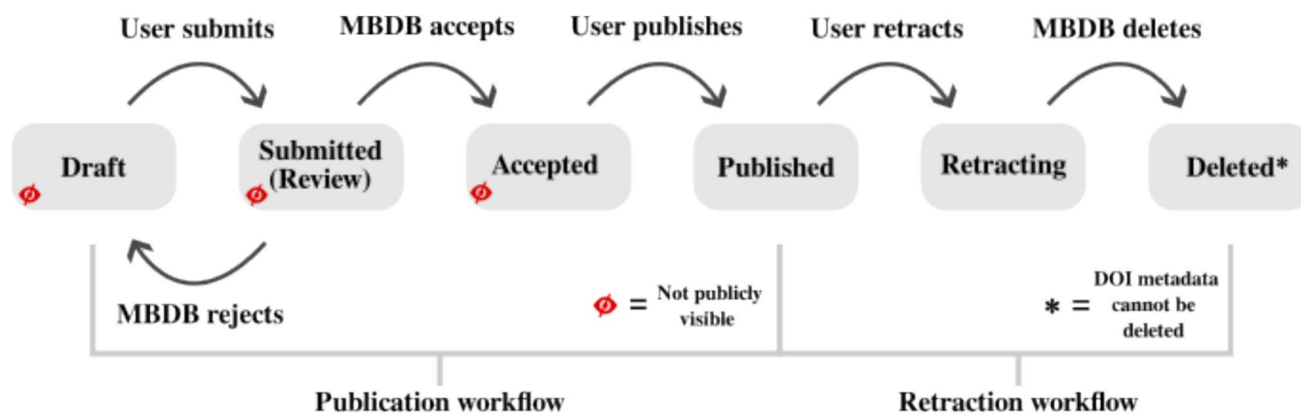 User submits
MBDB accepts
User publishes
User retracts
MBDB deletes
Draft
Submitted
(Review)
Accepted
Published
Retracting
Deleted*
MBDB rejects
= Not publicly
visible
* = DOI metadata
cannot be
deleted
Publication workflow
Retraction workflow